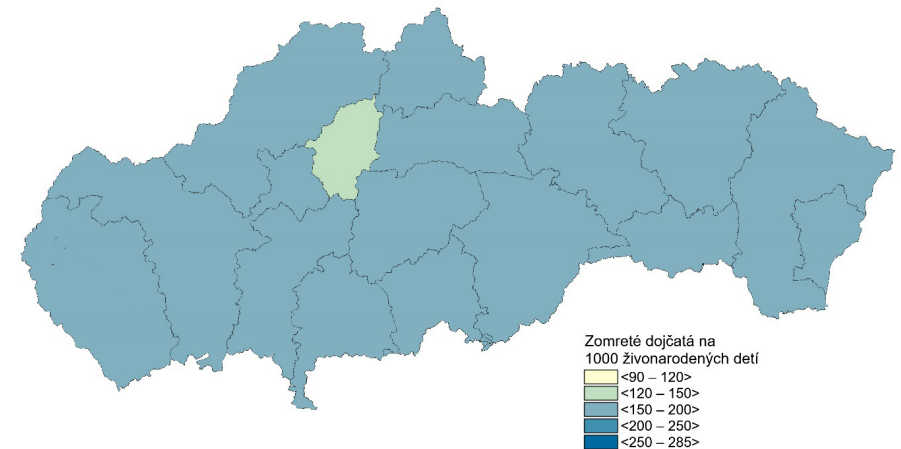 Zomreté dojčatá na
1000 živonarodených detí
<90 – 120>
<120 – 150>
<150 – 200>
<200 – 250>
<250 – 285>